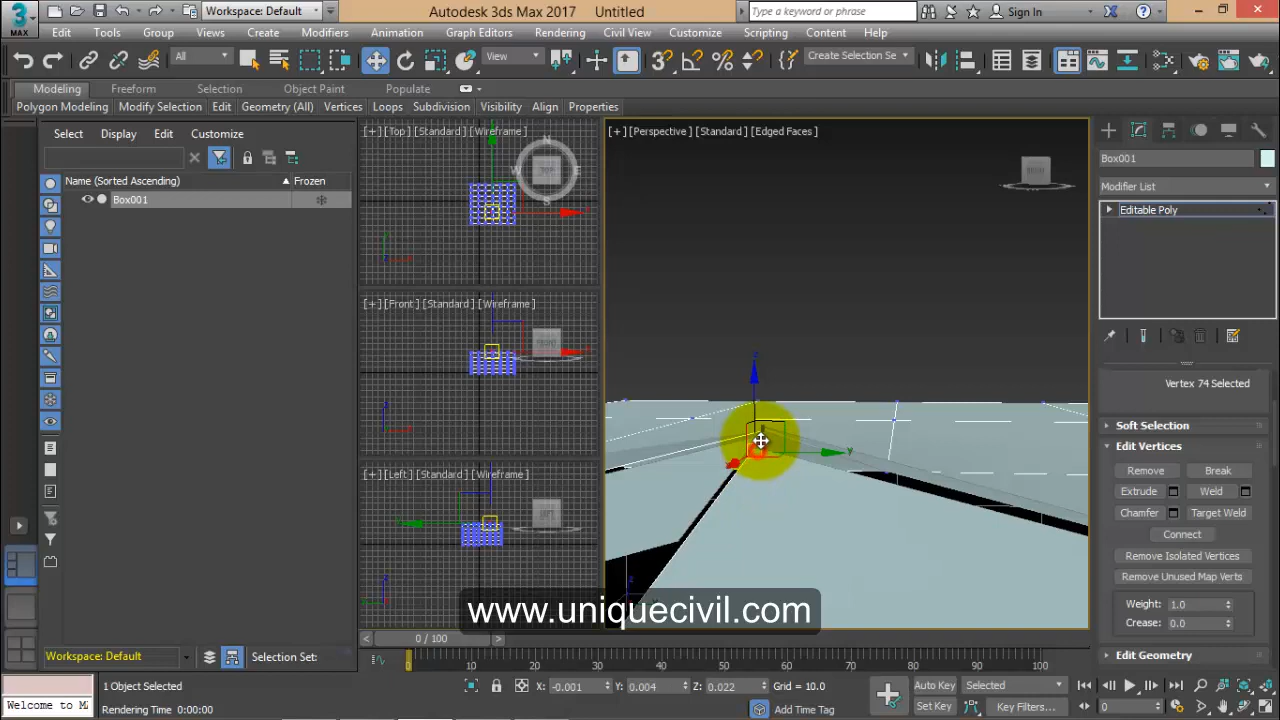 MAX
Workspace: Default
Autodesk 3ds Max 2017 Untitled
Type a keyword or phrase
Sign In
Edit Tools Group Views Create Modifiers Animation Graph Editors Rendering Civil View Customize Scripting Content Help
All View Create Selection Se
Modeling Freeform Selection Object Paint Populate
Polygon Modeling Modify Selection Edit Geometry (All) Vertices Loops Subdivision Visibility Align Properties
Select Display Edit Customize
Name (Sorted Ascending) Frozen
Box001
[+] [Top] [Standard] [Wireframe]
[+] [Front] [Standard] [Wireframe]
[+] [Left] [Standard] [Wireframe]
[+] [Perspective] [Standard] [Edged Faces]
Box001
Modifier List
Editable Poly
Vertex 74 Selected
Soft Selection
Edit Vertices
Remove Break
Extrude Weld
Chamfer Target Weld
Connect
Remove Isolated Vertices
Remove Unused Map Verts
Weight: 1.0
Crease: 0.0
Edit Geometry
www.uniquecivil.com
0 / 100
Workspace: Default Selection Set:
0 10 20 30 40 50 60 70 80 90 100
Welcome to M
1 Object Selected
Rendering Time 0:00:00
X: -0.001 Y: 0.004 Z: 0.022 Grid = 10.0
Add Time Tag
Auto Key Selected
Set Key Key Filters...
0